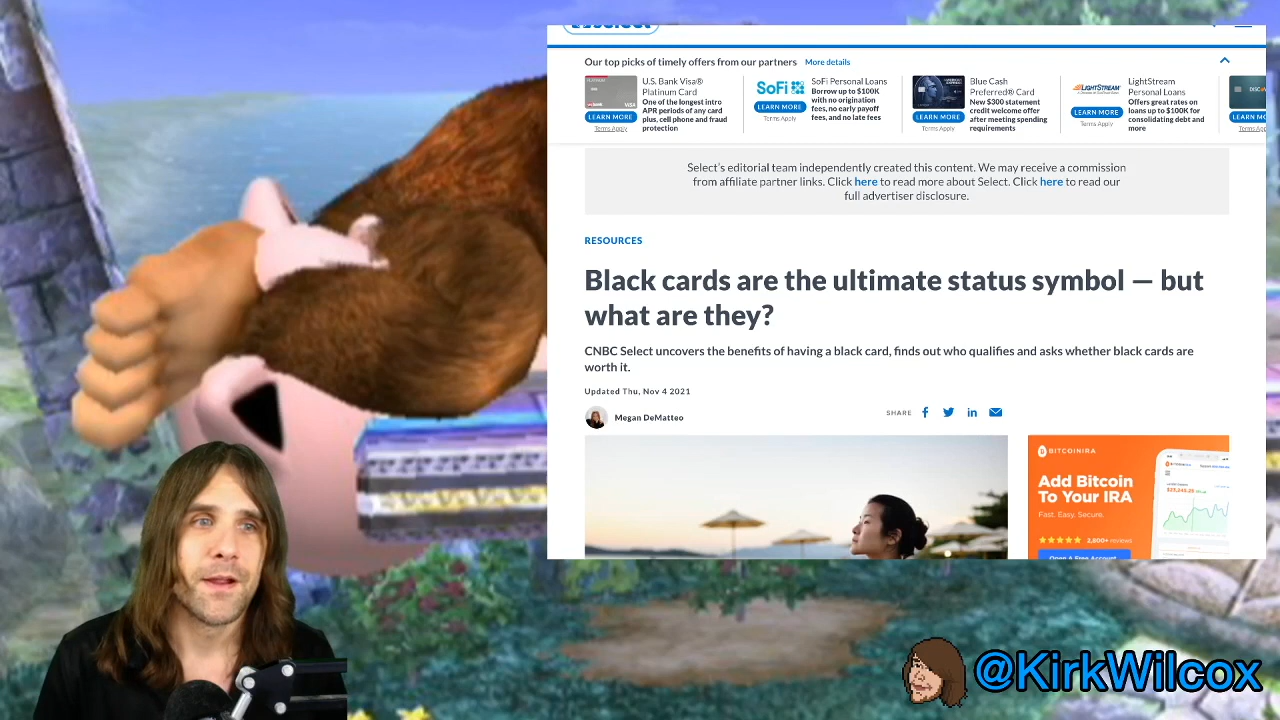 Our top picks of timely offers from our partners More details
U.S. Bank Visa®
Platinum Card
One of the longest intro
APR periods of any card
plus, cell phone and fraud
protection
LEARN MORE
Terms Apply
SoFi
SoFi Personal Loans
Borrow up to $100K
with no origination
fees, no early payoff
fees, and no late fees
LEARN MORE
Terms Apply
Blue Cash
Preferred® Card
New $300 statement
credit welcome offer
after meeting spending
requirements
LEARN MORE
Terms Apply
LIGHTSTREAM
LightStream
Personal Loans
Offers great rates on
loans up to $100K for
consolidating debt and
more
LEARN MORE
Terms Apply
Select's editorial team independently created this content. We may receive a commission
from affiliate partner links. Click here to read more about Select. Click here to read our
full advertiser disclosure.
RESOURCES
Black cards are the ultimate status symbol — but
what are they?
CNBC Select uncovers the benefits of having a black card, finds out who qualifies and asks whether black cards are
worth it.
Updated Thu, Nov 4 2021
Megan DeMatteo
SHARE
BITCOINIRA
Add Bitcoin
To Your IRA
Fast. Easy. Secure.
2,600+ reviews
Open A Free Account
@KirkWilcox